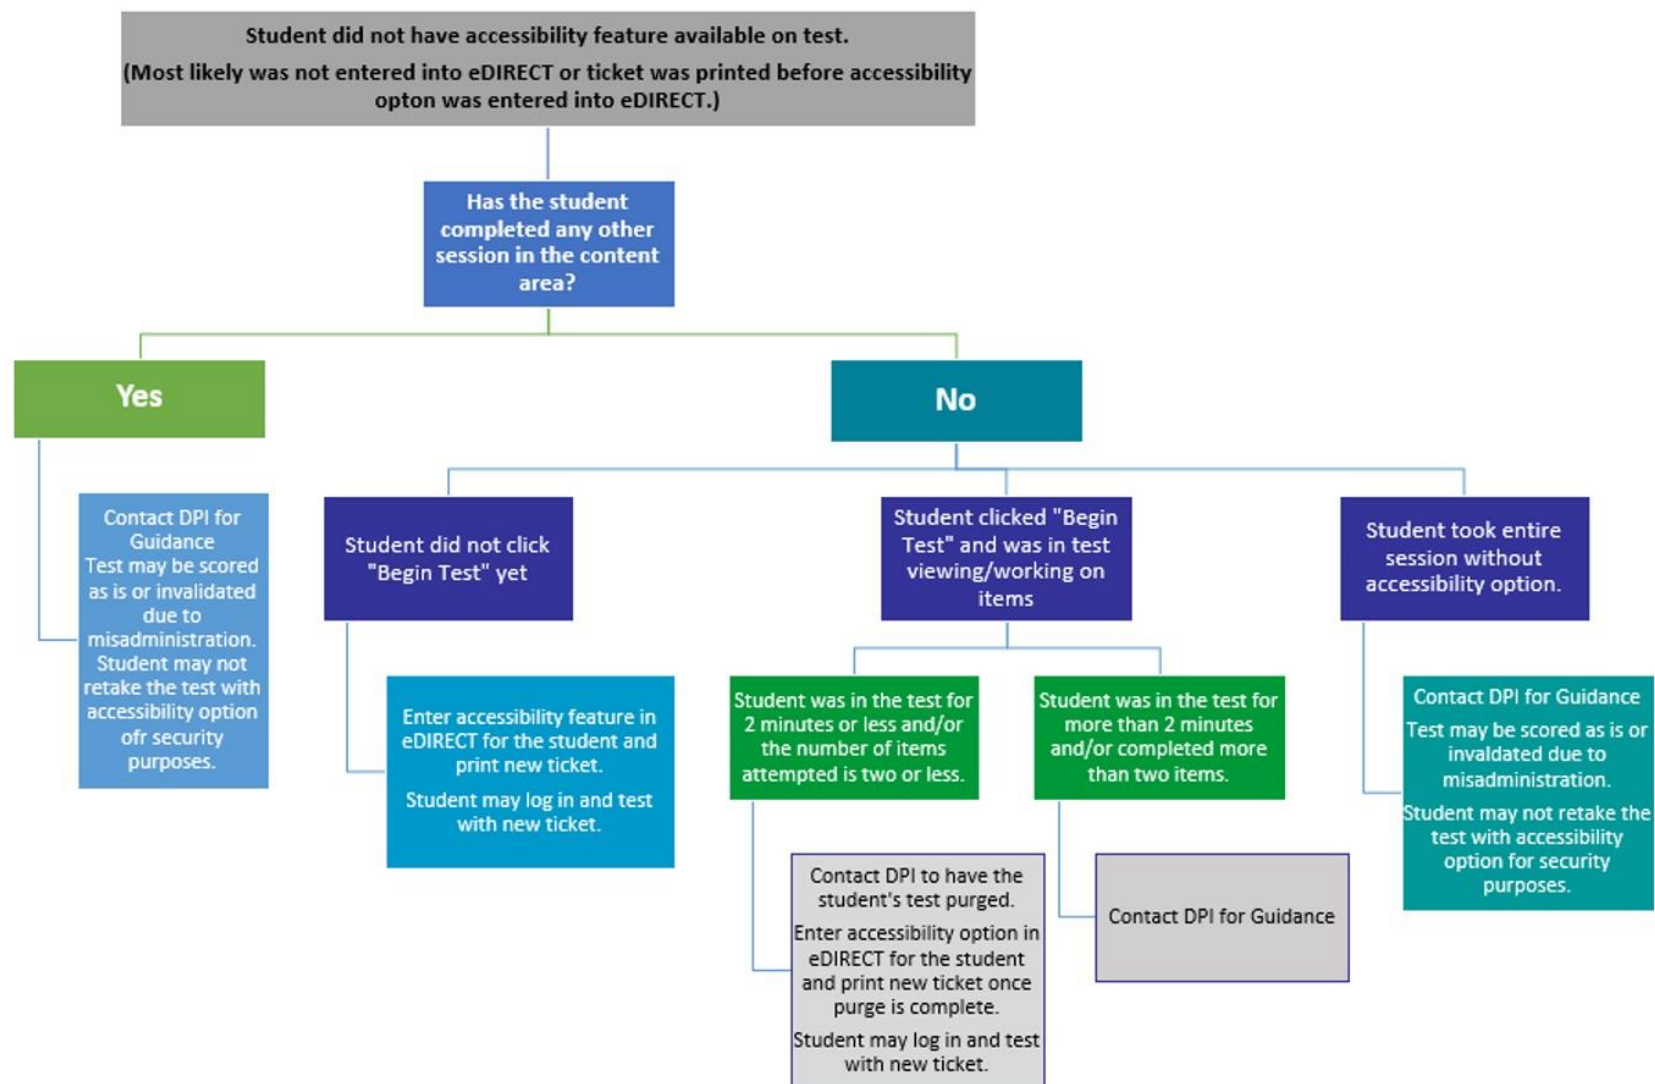 Student did not have accessibility feature available on test.
(Most likely was not entered into eDIRECT or ticket was printed before accessibility
opton was entered into eDIRECT.)
Has the student
completed any other
session in the content
area?
Yes
No
Contact DPI for
Guidance
Test may be scored
as is or invalidated
due to
misadministration.
Student may not
retake the test with
accessibility option
ofr security
purposes.
Student did not click
"Begin Test" yet
Enter accessibility feature in
eDIRECT for the student and
print new ticket.
Student may log in and test
with new ticket.
Student clicked "Begin
Test" and was in test
viewing/working on
items
Student was in the test for
2 minutes or less and/or
the number of items
attempted is two or less.
Contact DPI to have the
student's test purged.
Enter accessibility option in
eDIRECT for the student
and print new ticket once
purge is complete.
Student may log in and test
with new ticket.
Student was in the test for
more than 2 minutes
and/or completed more
than two items.
Contact DPI for Guidance
Student took entire
session without
accessibility option.
Contact DPI for Guidance
Test may be scored as is or
invaldated due to
misadministration.
Student may not retake the
test with accessibility
option for security
purposes.